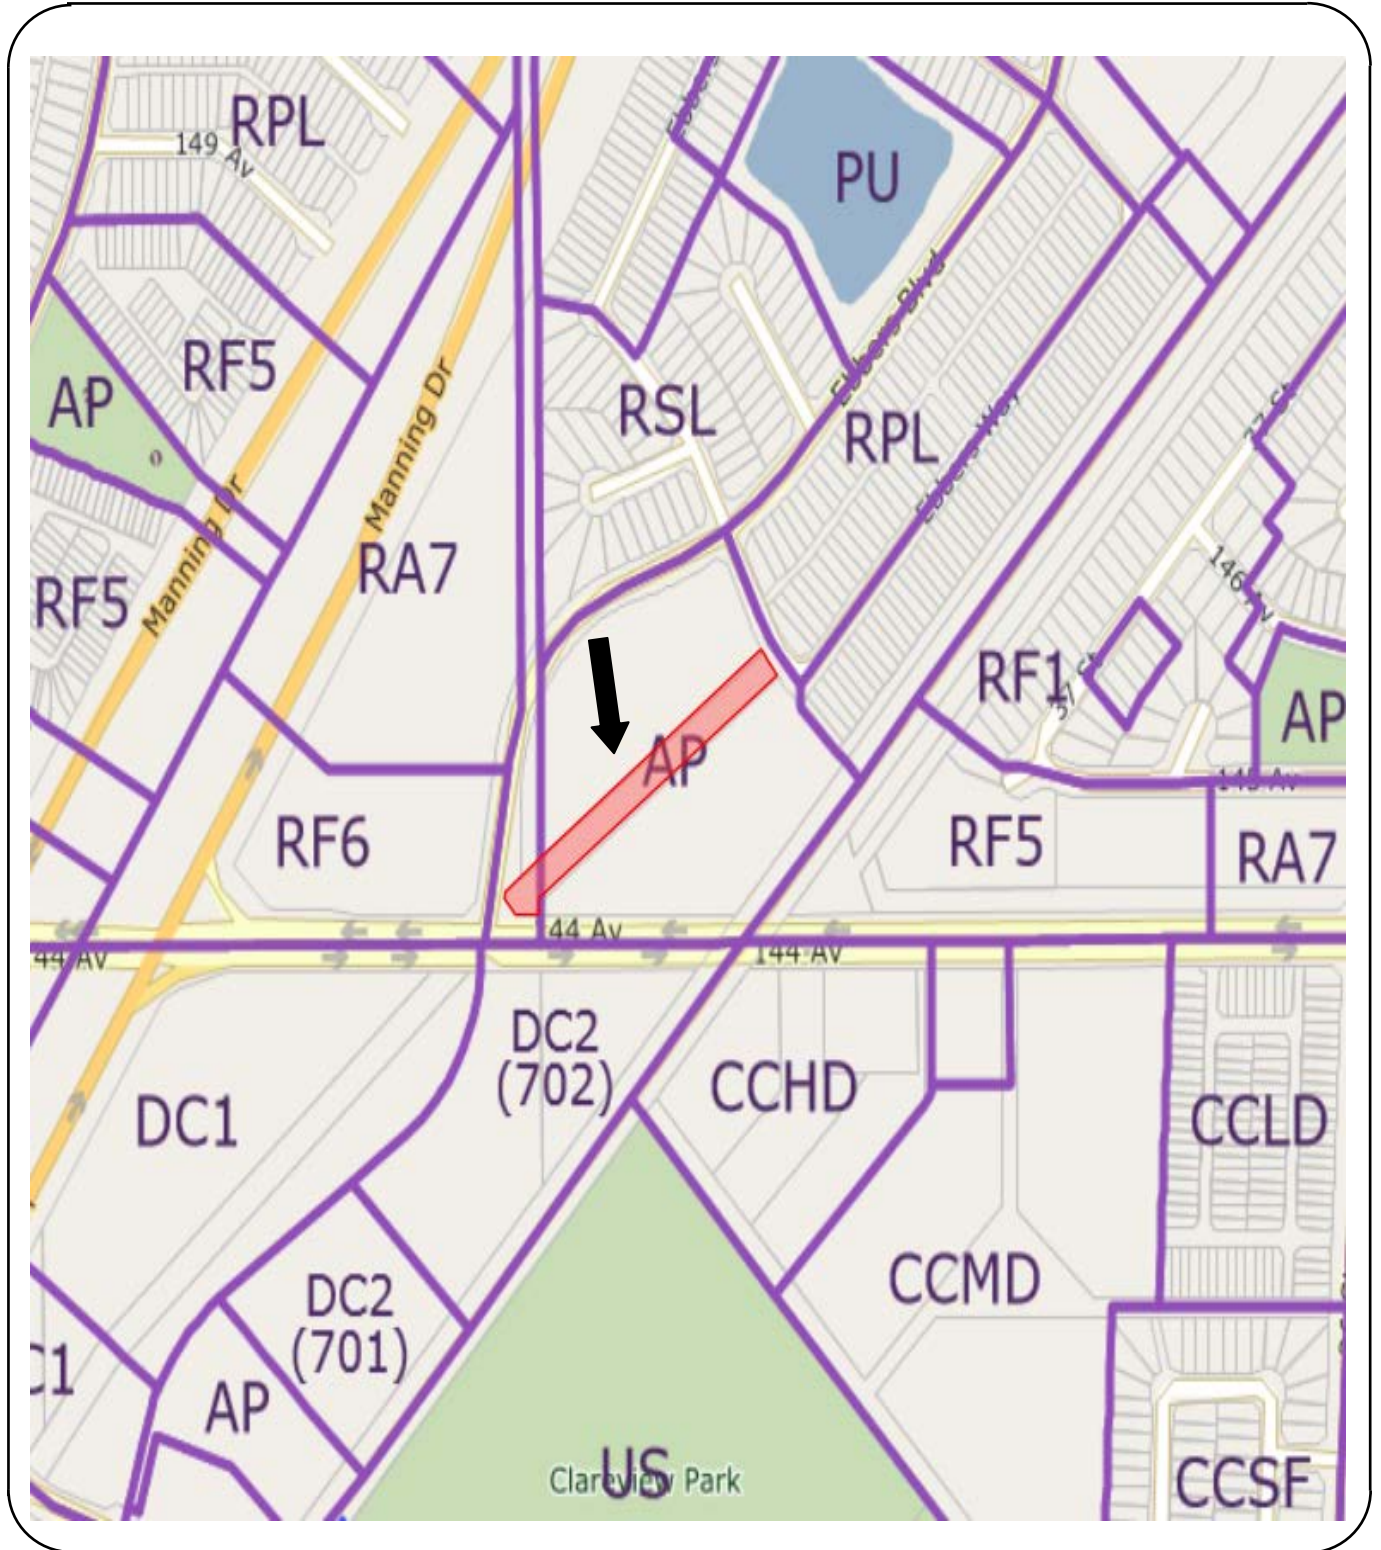 RPL
149 Av
PU
RF5
AP
Manning Dr
Manning Dr
RSL
Ebbers Blvd
RPL
Ebbers Way
37 St
RF5
RA7
146 Av
RF1
AP
AP
RF6
RF5
RA7
144 Av
DC2
(702)
CCHD
DC1
CCLD
DC2
(701)
CCMD
AP
US
Clareview Park
CCSF